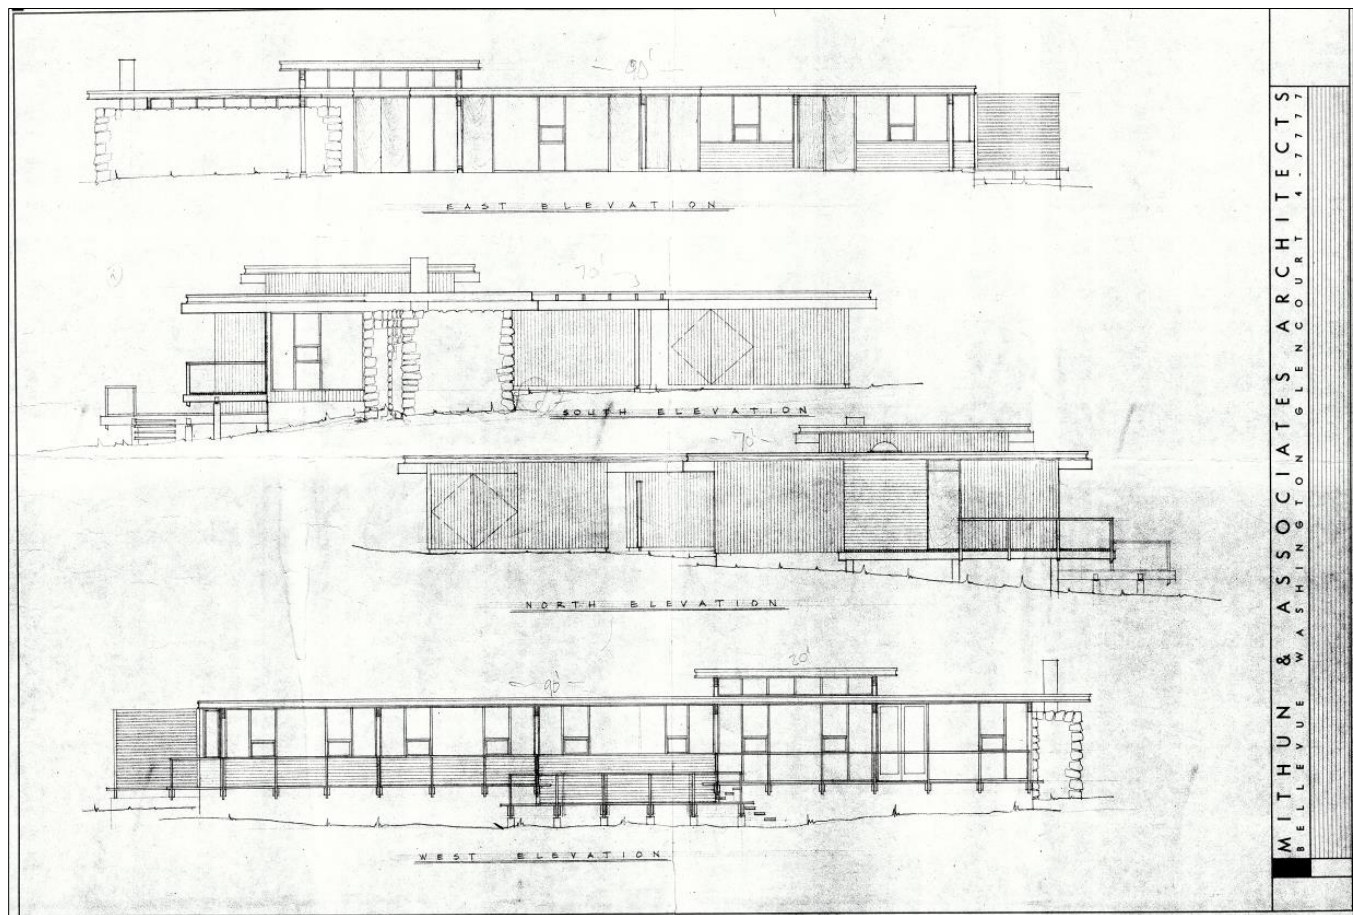 90'
EAST ELEVATION
70'
SOUTH ELEVATION
70'
NORTH ELEVATION
20'
90'
WEST ELEVATION
MITHUN & ASSOCIATES ARCHITECTS
BELLEVUE WASHINGTON GLENCOURT 4-7777